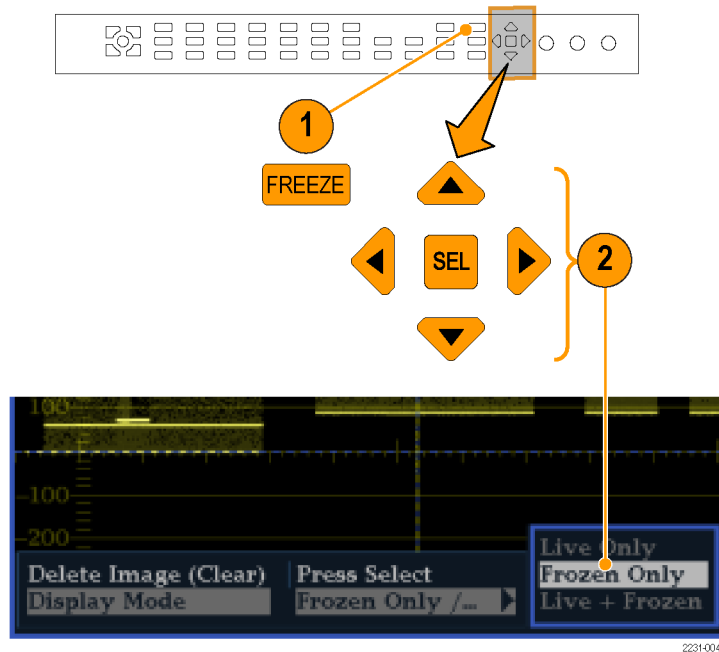 1
FREEZE
SEL
2
100
-100
-200
Delete Image (Clear)
Display Mode
Press Select
Frozen Only /...
Live Only
Frozen Only
Live + Frozen
2231-004